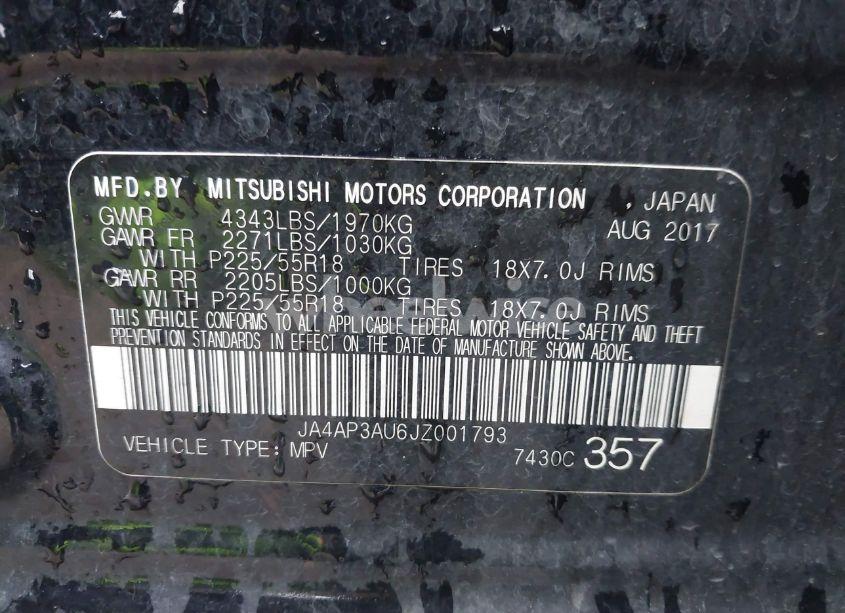 MFD.BY MITSUBISHI MOTORS CORPORATION , JAPAN
GVWR 4343LBS/1970KG AUG 2017
GAWR FR 2271LBS/1030KG
WITH P225/55R18 TIRES 18X7.0J RIMS
GAWR RR 2205LBS/1000KG
WITH P225/55R18 TIRES 18X7.0J RIMS
THIS VEHICLE CONFORMS TO ALL APPLICABLE FEDERAL MOTOR VEHICLE SAFETY AND THEFT
PREVENTION STANDARDS IN EFFECT ON THE DATE OF MANUFACTURE SHOWN ABOVE.
JA4AP3AU6JZ001793
VEHICLE TYPE: MPV 7430C 357